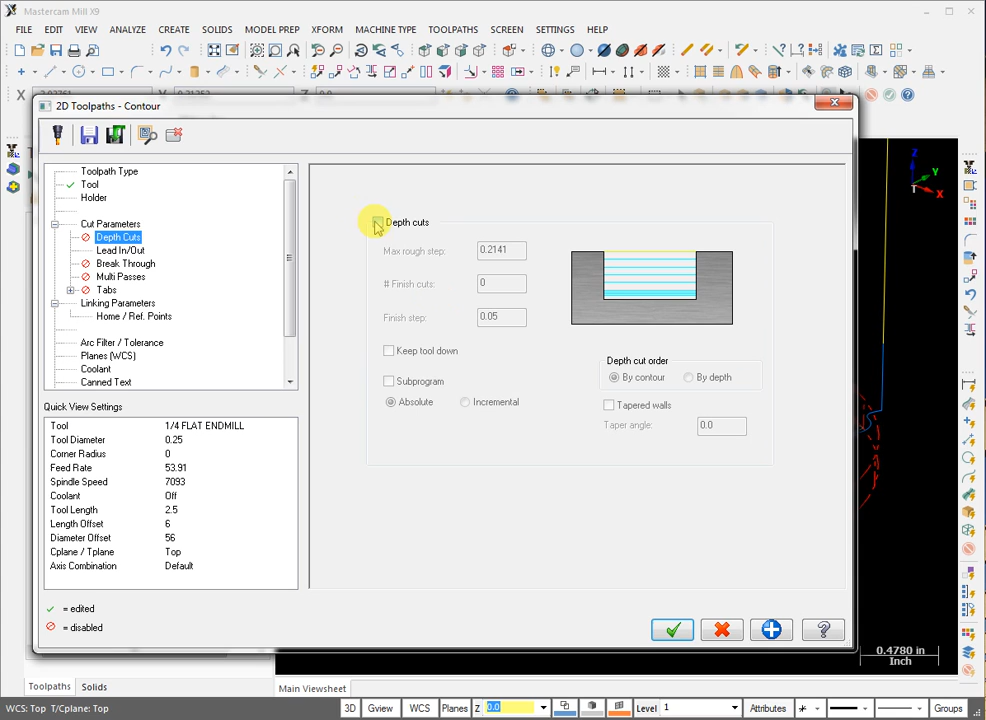 Mastercam Mill X9
FILE EDIT VIEW ANALYZE CREATE SOLIDS MODEL PREP XFORM MACHINE TYPE TOOLPATHS SCREEN SETTINGS HELP
X Y Z
2D Toolpaths - Contour
Toolpath Type
Tool
Holder
Cut Parameters
Depth Cuts
Lead In/Out
Break Through
Multi Passes
Tabs
Linking Parameters
Home / Ref. Points
Arc Filter / Tolerance
Planes (WCS)
Coolant
Canned Text
Quick View Settings
Tool 1/4 FLAT ENDMILL
Tool Diameter 0.25
Corner Radius 0
Feed Rate 53.91
Spindle Speed 7093
Coolant Off
Tool Length 2.5
Length Offset 6
Diameter Offset 56
Cplane / Tplane Top
Axis Combination Default
= edited
= disabled
Depth cuts
Max rough step: 0.2141
# Finish cuts: 0
Finish step: 0.05
Keep tool down
Subprogram
Absolute Incremental
Depth cut order
By contour By depth
Tapered walls
Taper angle: 0.0
Z
Y
X
T
0.4780 in
Inch
Toolpaths Solids
Main Viewsheet
WCS: Top T/Cplane: Top
3D Gview WCS Planes Z 0.0 Level 1 Attributes Groups